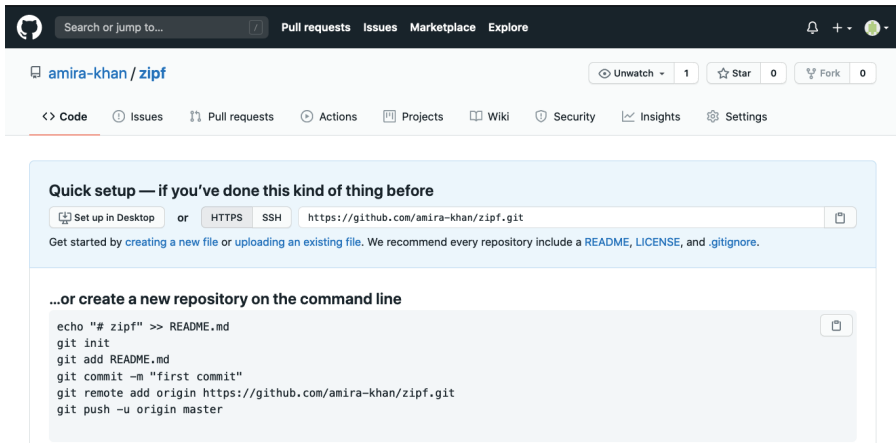 Search or jump to... / Pull requests Issues Marketplace Explore
amira-khan / zipf Unwatch 1 Star 0 Fork 0
<> Code Issues Pull requests Actions Projects Wiki Security Insights Settings
Quick setup — if you've done this kind of thing before
Set up in Desktop or HTTPS SSH https://github.com/amira-khan/zipf.git
Get started by creating a new file or uploading an existing file. We recommend every repository include a README, LICENSE, and .gitignore.
...or create a new repository on the command line
echo "# zipf" >> README.md
git init
git add README.md
git commit -m "first commit"
git remote add origin https://github.com/amira-khan/zipf.git
git push -u origin master